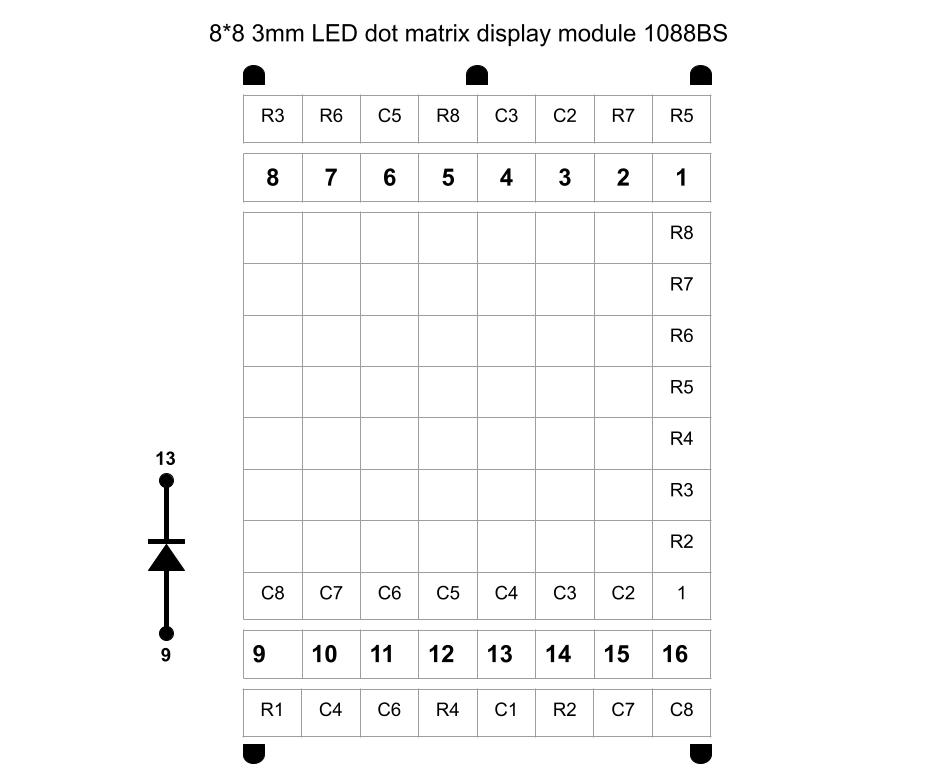 8*8 3mm LED dot matrix display module 1088BS
R3 R6 C5 R8 C3 C2 R7 R5
8 7 6 5 4 3 2 1
R8
R7
R6
R5
R4
13
R3
R2
C8 C7 C6 C5 C4 C3 C2 1
9
9 10 11 12 13 14 15 16
R1 C4 C6 R4 C1 R2 C7 C8